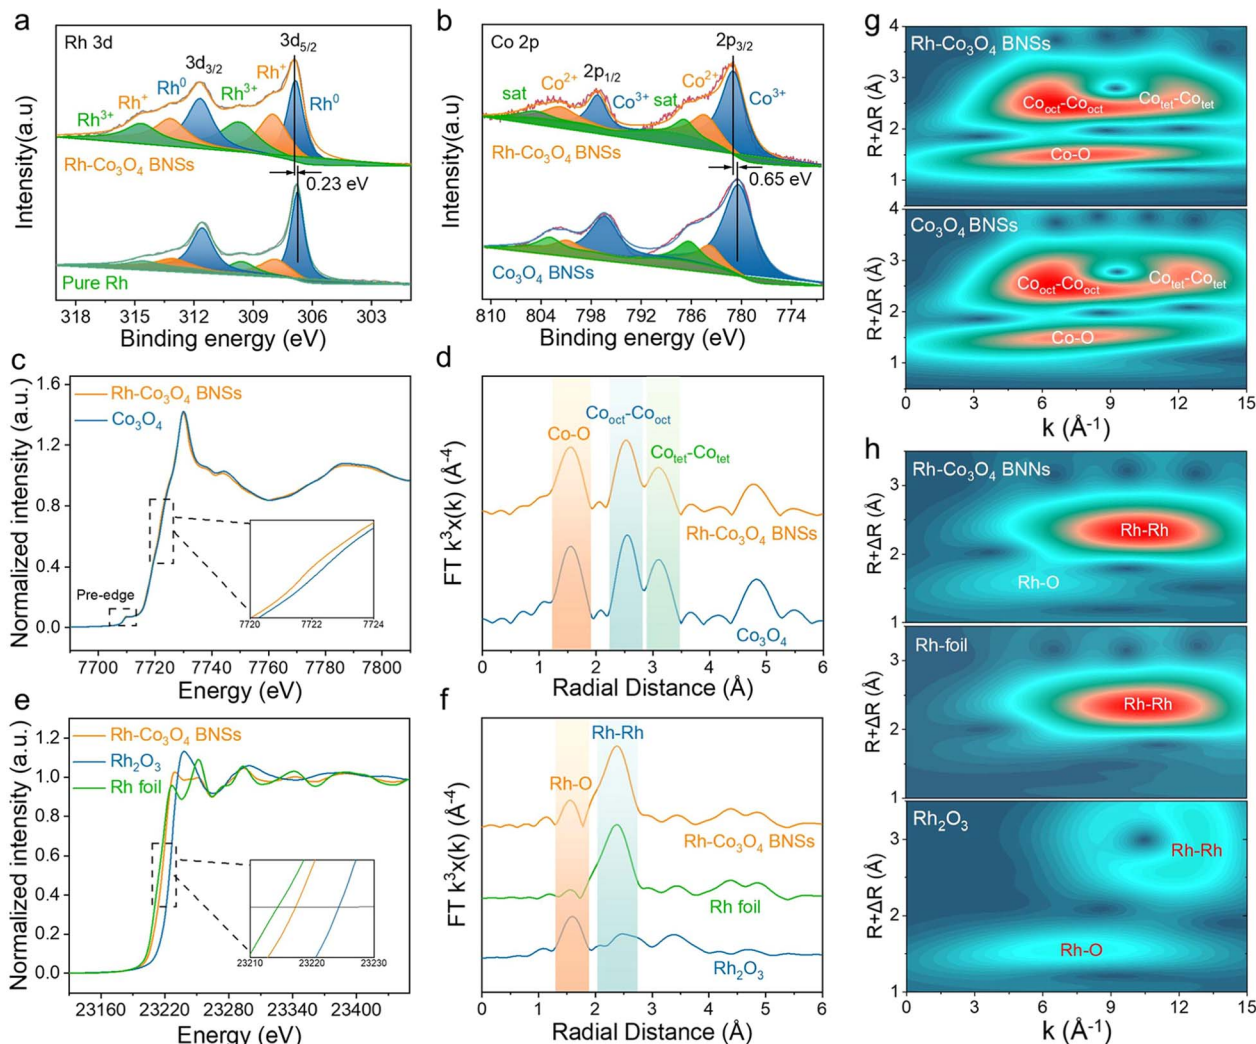 a
Rh 3d
3d5/2
3d3/2
Rh3+
Rh+
Rh0
Rh3+
Rh+
Rh0
Rh-Co3O4 BNSs
0.23 eV
Pure Rh
Intensity(a.u)
318 315 312 309 306 303
Binding energy (eV)
b
Co 2p
2p3/2
2p1/2
sat
Co2+
Co3+
sat
Co2+
Co3+
Rh-Co3O4 BNSs
0.65 eV
Co3O4 BNSs
Intensity(a.u)
810 804 798 792 786 780 774
Binding energy (eV)
g
Rh-Co3O4 BNSs
Cooct-Cooct
Cotet-Cotet
Co-O
4
3
2
1
R+ΔR (Å)
Co3O4 BNSs
Cooct-Cooct
Cotet-Cotet
Co-O
4
3
2
1
R+ΔR (Å)
0 3 6 9 12 15
k (Å-1)
c
Rh-Co3O4 BNSs
Co3O4
Pre-edge
7720 7722 7724
1.6
1.2
0.8
0.4
0.0
Normalized intensity (a.u.)
7700 7720 7740 7760 7780 7800
Energy (eV)
d
Co-O
Cooct-Cooct
Cotet-Cotet
Rh-Co3O4 BNSs
Co3O4
FT k3x(k) (Å-4)
0 1 2 3 4 5 6
Radial Distance (Å)
e
Rh-Co3O4 BNSs
Rh2O3
Rh foil
23210 23220 23230
1.2
1.0
0.8
0.6
0.4
0.2
0.0
Normalized intensity (a.u.)
23160 23220 23280 23340 23400
Energy (eV)
f
Rh-Rh
Rh-O
Rh-Co3O4 BNSs
Rh foil
Rh2O3
FT k3x(k) (Å-4)
0 1 2 3 4 5 6
Radial Distance (Å)
h
Rh-Co3O4 BNNs
Rh-Rh
Rh-O
3
2
1
R+ΔR (Å)
Rh-foil
Rh-Rh
3
2
1
R+ΔR (Å)
Rh2O3
Rh-Rh
Rh-O
3
2
1
R+ΔR (Å)
0 3 6 9 12 15
k (Å-1)